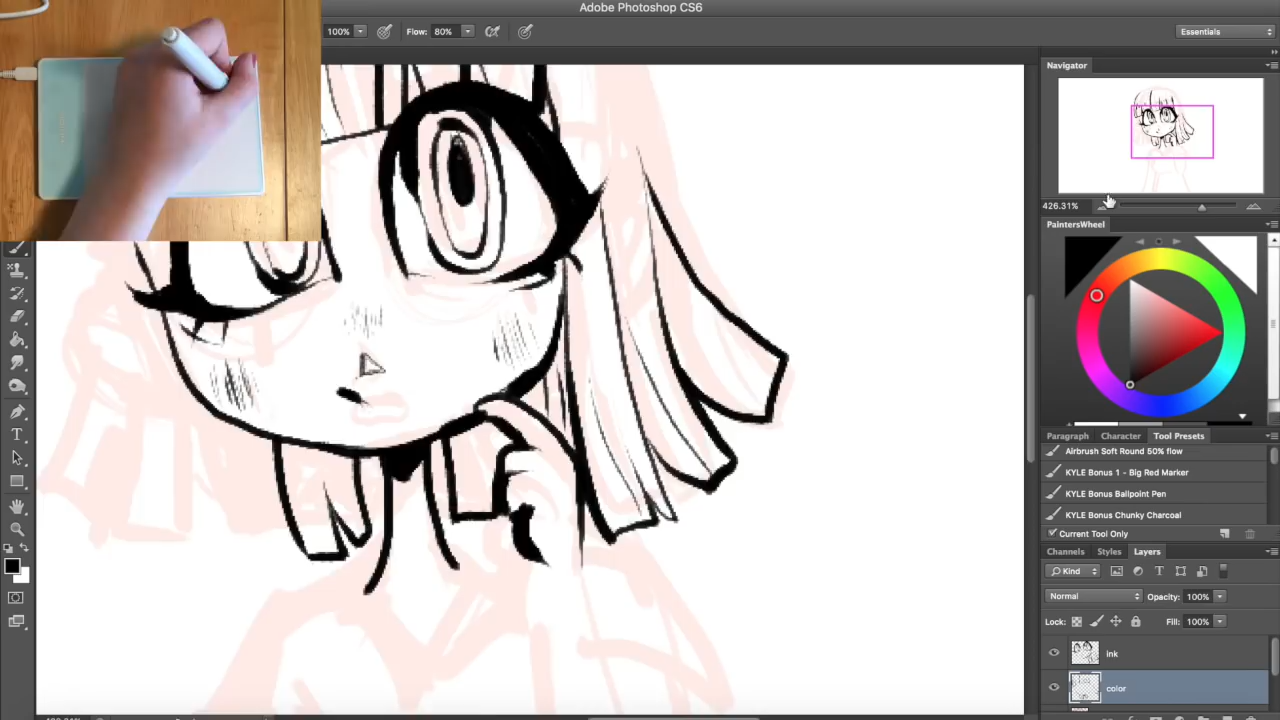 Adobe Photoshop CS6
100%
Flow: 80%
Essentials
Navigator
426.31%
PaintersWheel
Paragraph
Character
Tool Presets
Airbrush Soft Round 50% flow
KYLE Bonus 1 - Big Red Marker
KYLE Bonus Ballpoint Pen
KYLE Bonus Chunky Charcoal
Current Tool Only
Channels
Styles
Layers
Kind
Normal
Opacity: 100%
Lock:
Fill: 100%
ink
color